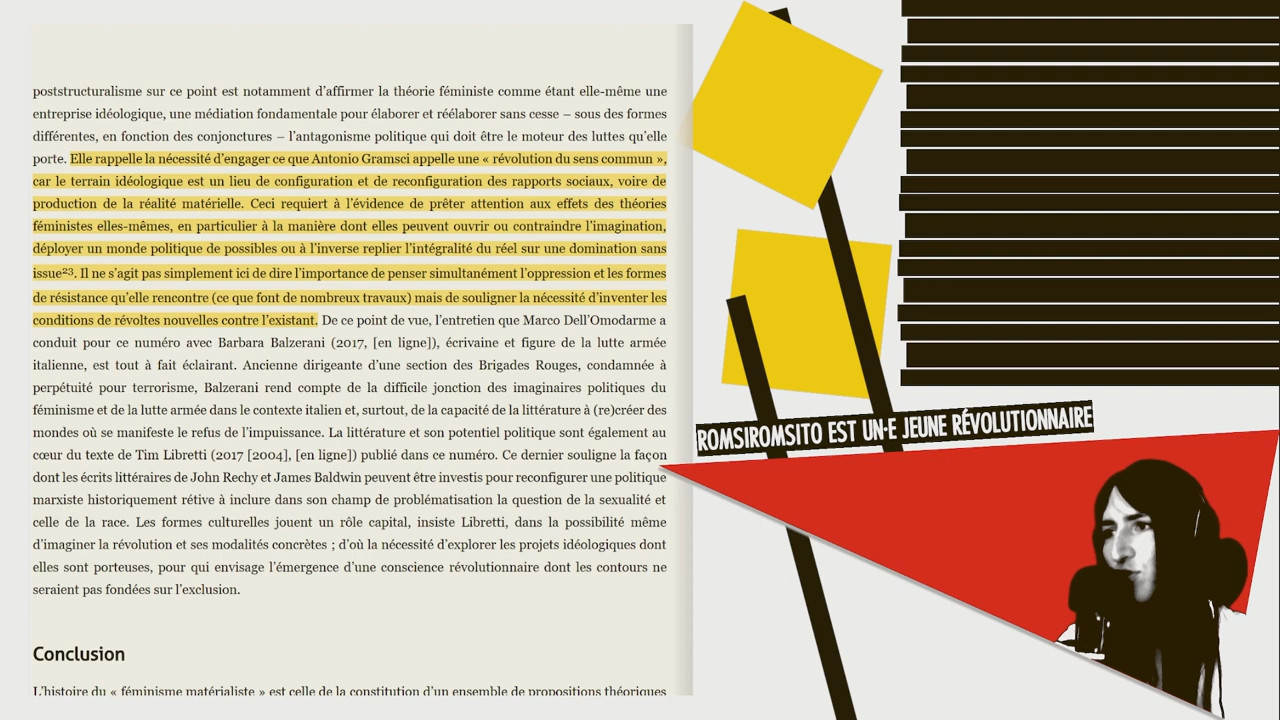 poststructuralisme sur ce point est notamment d’affirmer la théorie féministe comme étant elle-même une
entreprise idéologique, une médiation fondamentale pour élaborer et réélaborer sans cesse – sous des formes
différentes, en fonction des conjonctures – l’antagonisme politique qui doit être le moteur des luttes qu’elle
porte. Elle rappelle la nécessité d’engager ce que Antonio Gramsci appelle une « révolution du sens commun »,
car le terrain idéologique est un lieu de configuration et de reconfiguration des rapports sociaux, voire de
production de la réalité matérielle. Ceci requiert à l’évidence de prêter attention aux effets des théories
féministes elles-mêmes, en particulier à la manière dont elles peuvent ouvrir ou contraindre l’imagination,
déployer un monde politique de possibles ou à l’inverse replier l’intégralité du réel sur une domination sans
issue²³. Il ne s’agit pas simplement ici de dire l’importance de penser simultanément l’oppression et les formes
de résistance qu’elle rencontre (ce que font de nombreux travaux) mais de souligner la nécessité d’inventer les
conditions de révoltes nouvelles contre l’existant. De ce point de vue, l’entretien que Marco Dell’Omodarme a
conduit pour ce numéro avec Barbara Balzerani (2017, [en ligne]), écrivaine et figure de la lutte armée
italienne, est tout à fait éclairant. Ancienne dirigeante d’une section des Brigades Rouges, condamnée à
perpétuité pour terrorisme, Balzerani rend compte de la difficile jonction des imaginaires politiques du
féminisme et de la lutte armée dans le contexte italien et, surtout, de la capacité de la littérature à (re)créer des
mondes où se manifeste le refus de l’impuissance. La littérature et son potentiel politique sont également au
cœur du texte de Tim Libretti (2017 [2004], [en ligne]) publié dans ce numéro. Ce dernier souligne la façon
dont les écrits littéraires de John Rechy et James Baldwin peuvent être investis pour reconfigurer une politique
marxiste historiquement rétive à inclure dans son champ de problématisation la question de la sexualité et
celle de la race. Les formes culturelles jouent un rôle capital, insiste Libretti, dans la possibilité même
d’imaginer la révolution et ses modalités concrètes ; d’où la nécessité d’explorer les projets idéologiques dont
elles sont porteuses, pour qui envisage l’émergence d’une conscience révolutionnaire dont les contours ne
seraient pas fondées sur l’exclusion.
Conclusion
L’histoire du « féminisme matérialiste » est celle de la constitution d’un ensemble de propositions théoriques
ROMSIROMSITO EST UN·E JEUNE RÉVOLUTIONNAIRE